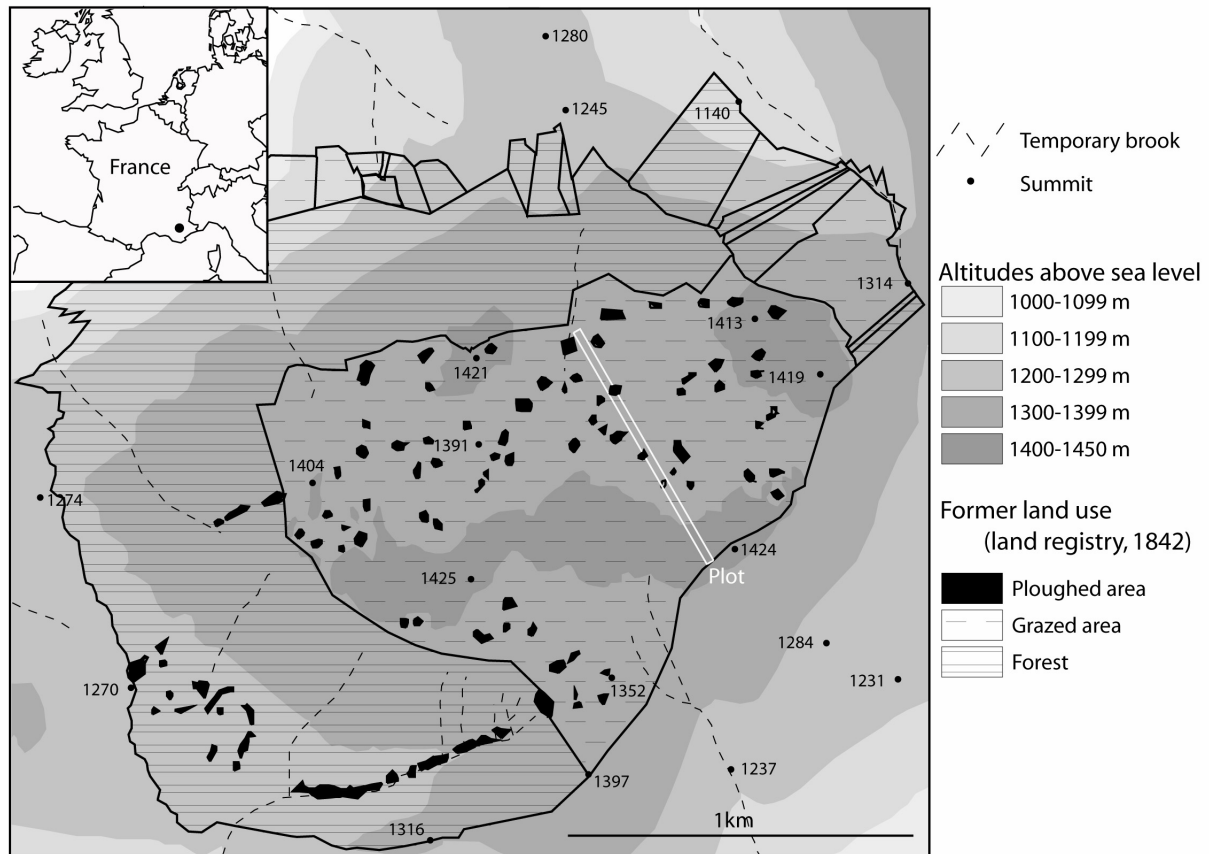 France
1280
1245
1140
1314
1413
1421
1419
1391
1404
1274
1424
Plot
1425
1284
1352
1231
1270
1237
1397
1316
1km
Temporary brook
Summit
Altitudes above sea level
1000-1099 m
1100-1199 m
1200-1299 m
1300-1399 m
1400-1450 m
Former land use
(land registry, 1842)
Ploughed area
Grazed area
Forest